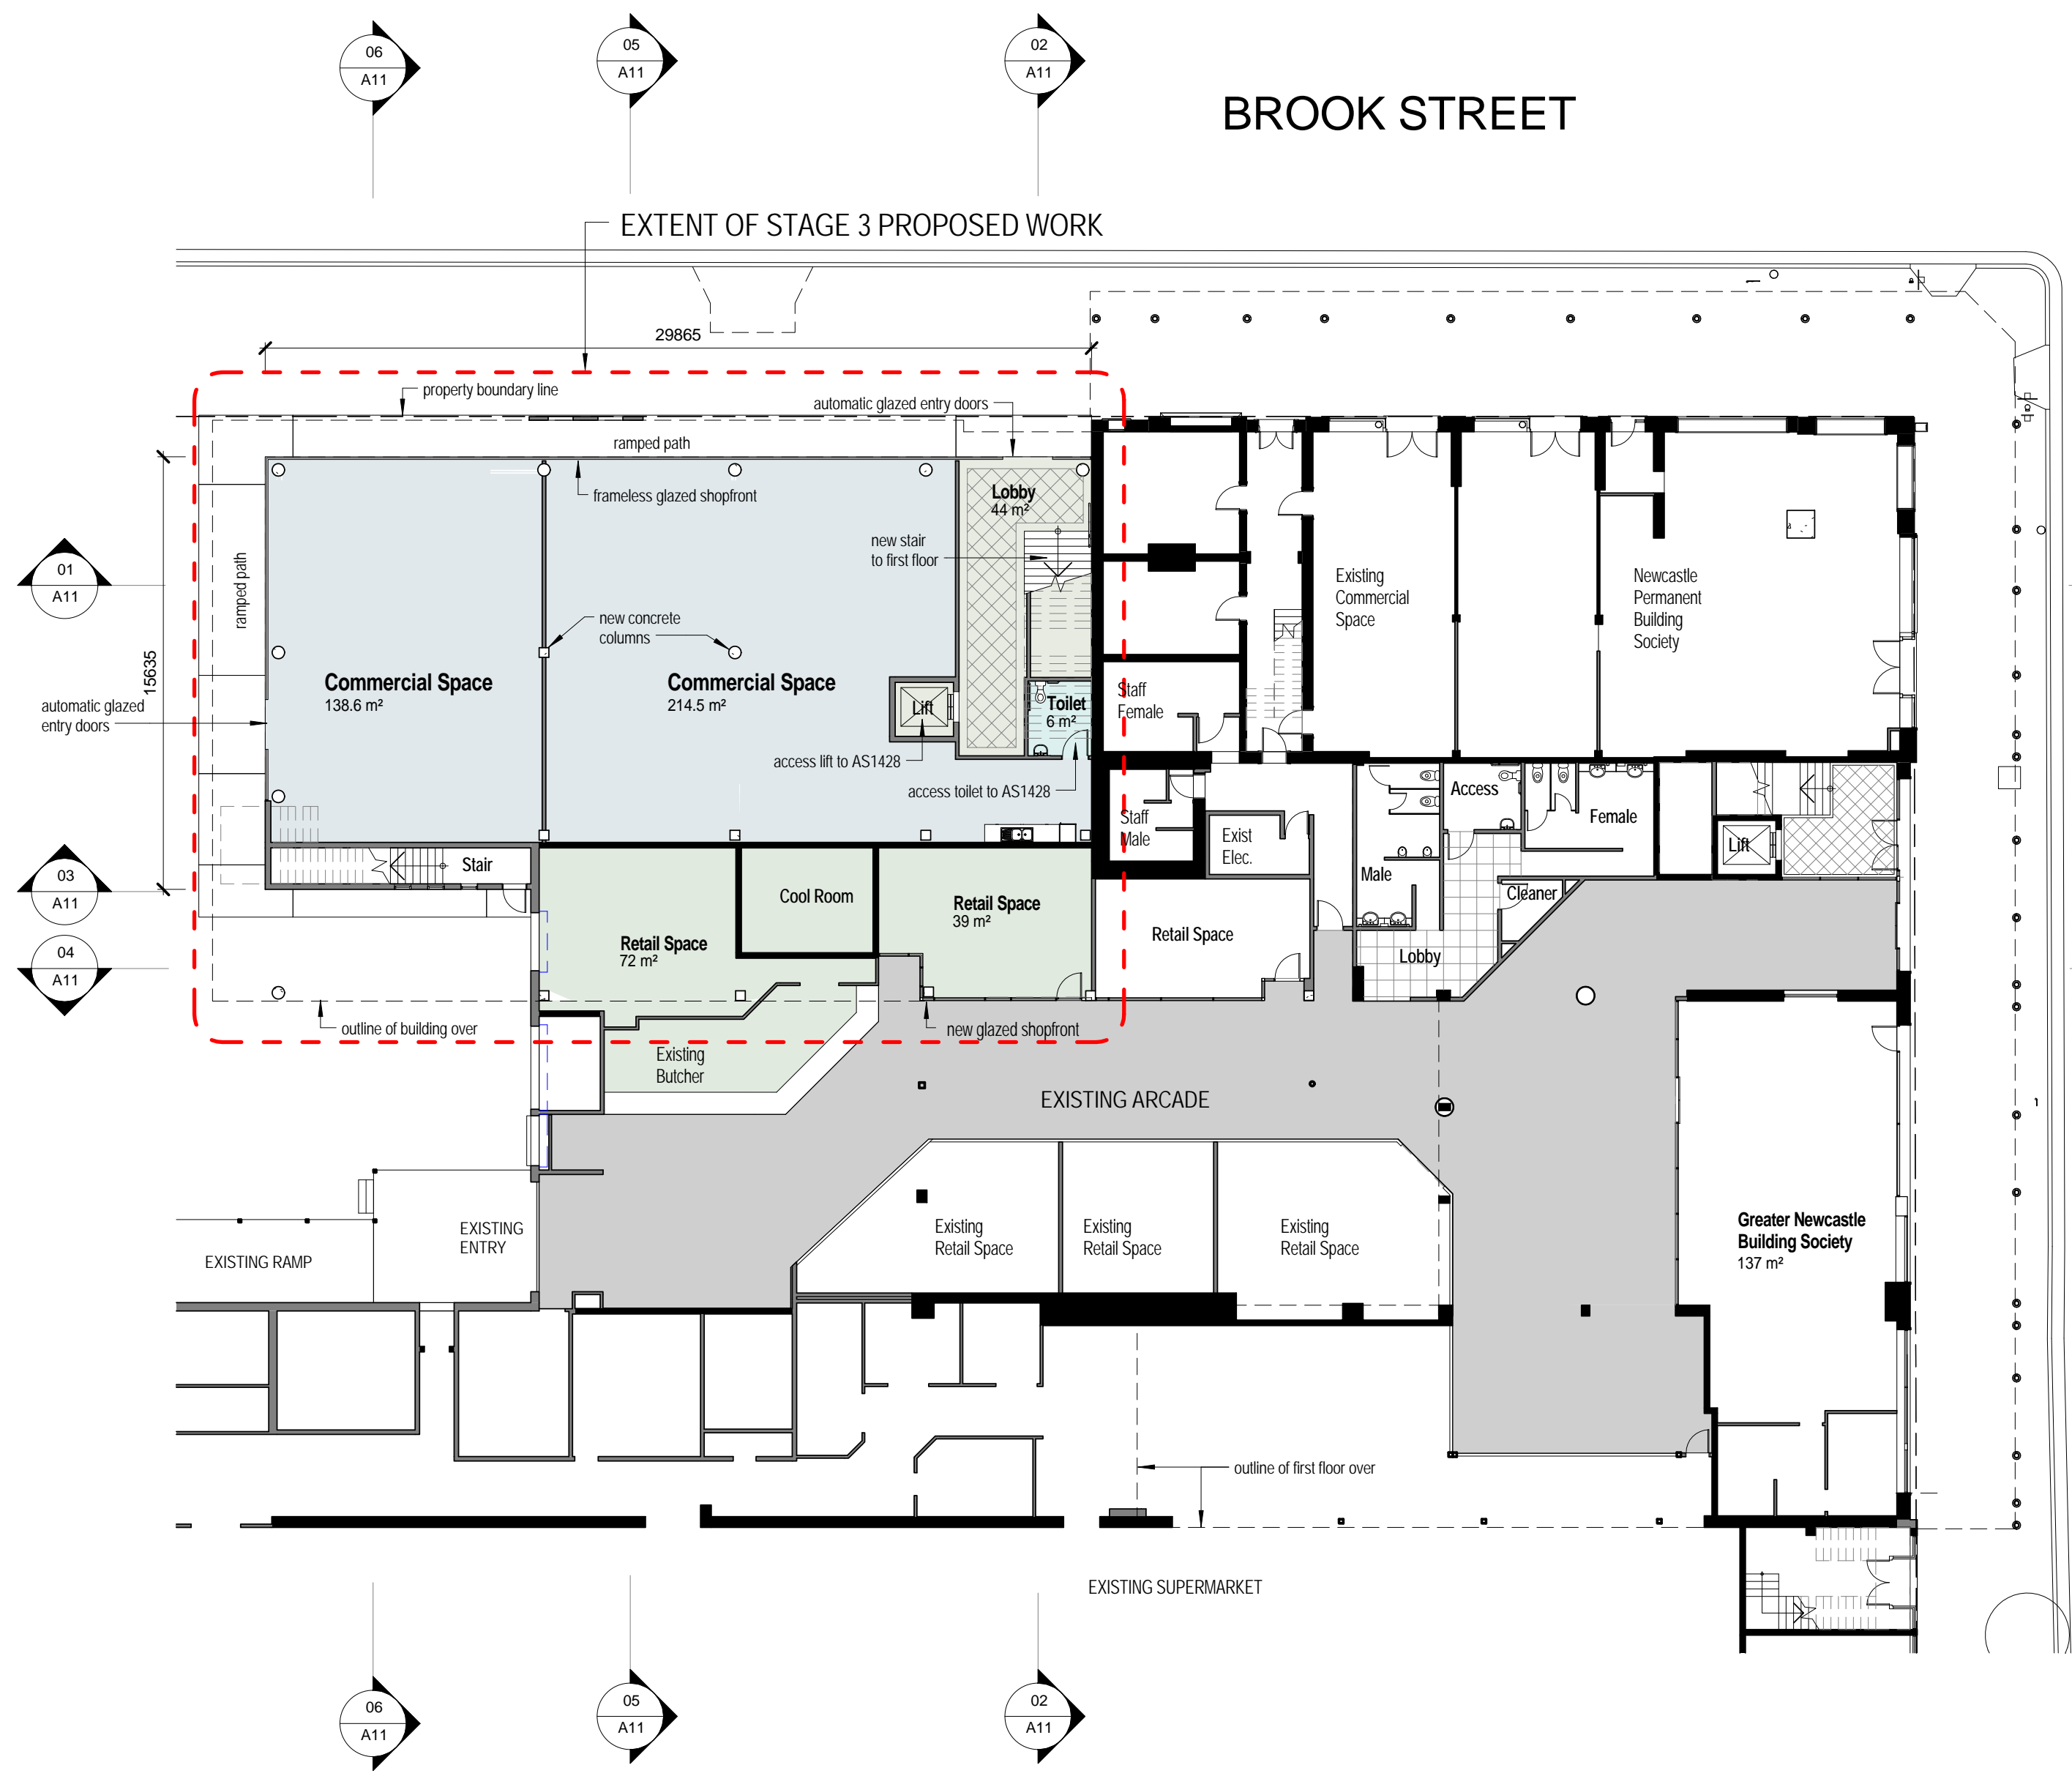 06
A11
05
A11
02
A11
BROOK STREET
EXTENT OF STAGE 3 PROPOSED WORK
29865
property boundary line
automatic glazed entry doors
ramped path
frameless glazed shopfront
Lobby
44 m²
new stair
to first floor
01
A11
ramped path
new concrete
columns
Existing
Commercial
Space
Newcastle
Permanent
Building
Society
15635
Commercial Space
138.6 m²
Commercial Space
214.5 m²
Lift
Toilet
6 m²
Staff
Female
automatic glazed
entry doors
access lift to AS1428
access toilet to AS1428
Staff
Male
Exist
Elec.
Access
Female
Lift
03
A11
Stair
Cool Room
Retail Space
39 m²
Male
Cleaner
04
A11
Retail Space
72 m²
Retail Space
Lobby
outline of building over
new glazed shopfront
Existing
Butcher
EXISTING ARCADE
EXISTING RAMP
EXISTING
ENTRY
Existing
Retail Space
Existing
Retail Space
Existing
Retail Space
Greater Newcastle
Building Society
137 m²
outline of first floor over
EXISTING SUPERMARKET
06
A11
05
A11
02
A11